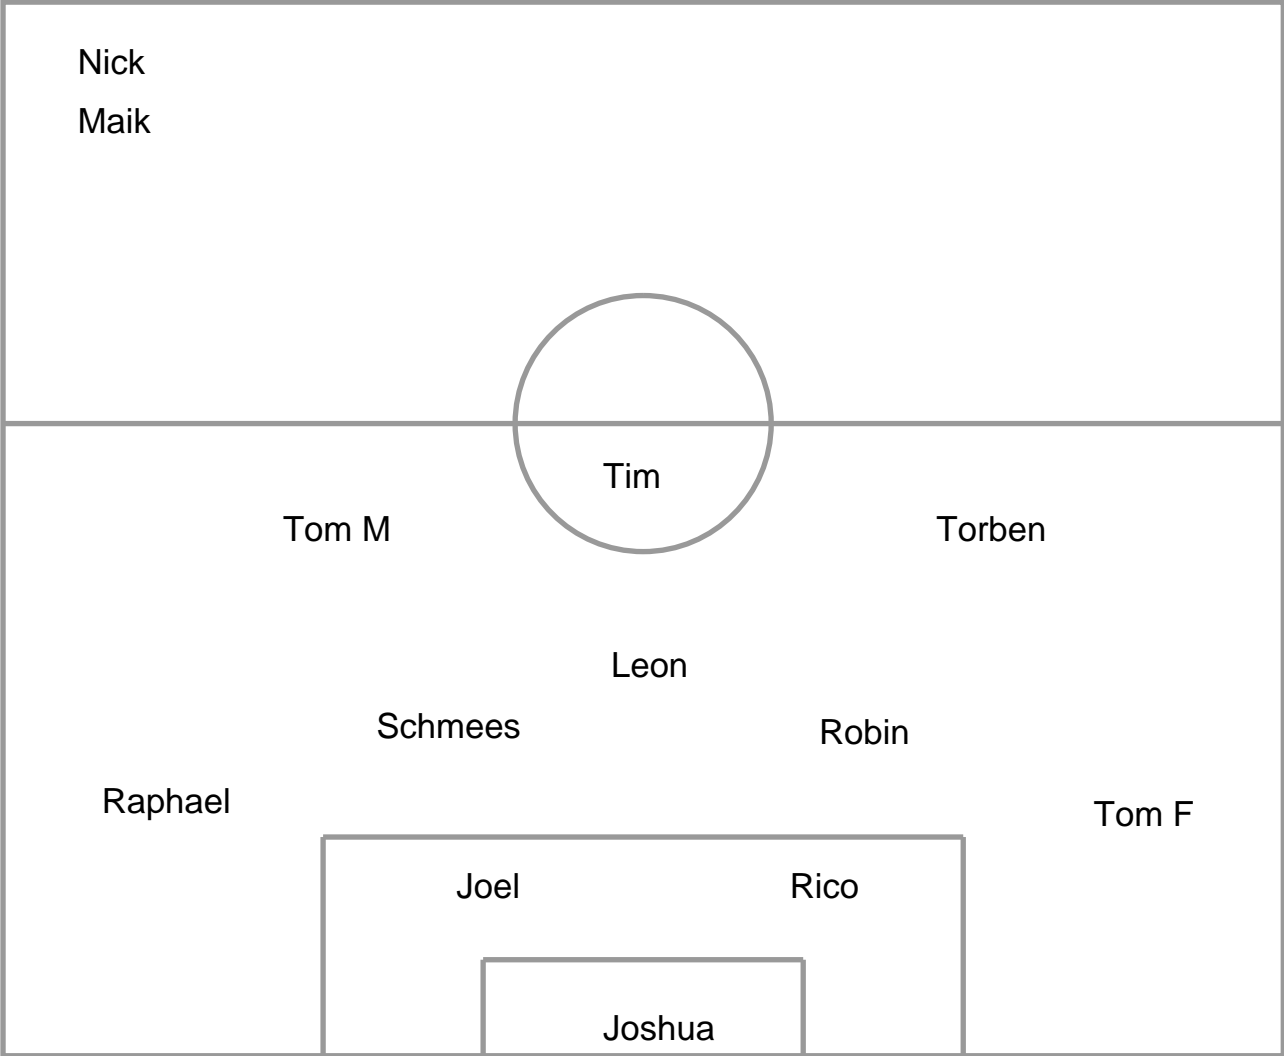 Nick
Maik
Tim
Tom M
Torben
Leon
Schmees
Robin
Raphael
Tom F
Joel
Rico
Joshua